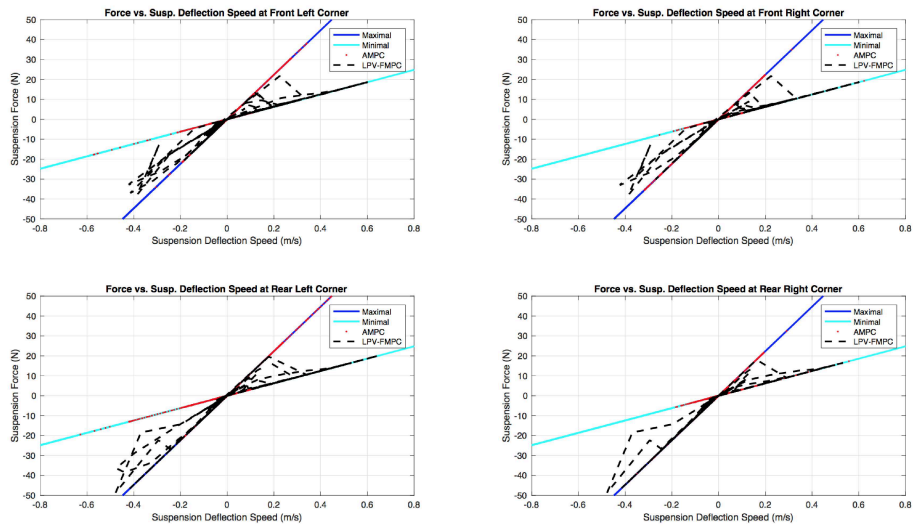 Force vs. Susp. Deflection Speed at Front Left Corner
50
40
30
20
10
0
-10
-20
-30
-40
-50
Suspension Force (N)
Maximal
Minimal
AMPC
LPV-FMPC
-0.8 -0.6 -0.4 -0.2 0 0.2 0.4 0.6 0.8
Suspension Deflection Speed (m/s)
Force vs. Susp. Deflection Speed at Front Right Corner
50
40
30
20
10
0
-10
-20
-30
-40
-50
Suspension Force (N)
Maximal
Minimal
AMPC
LPV-FMPC
-0.8 -0.6 -0.4 -0.2 0 0.2 0.4 0.6 0.8
Suspension Deflection Speed (m/s)
Force vs. Susp. Deflection Speed at Rear Left Corner
50
40
30
20
10
0
-10
-20
-30
-40
-50
Suspension Force (N)
Maximal
Minimal
AMPC
LPV-FMPC
-0.8 -0.6 -0.4 -0.2 0 0.2 0.4 0.6 0.8
Suspension Deflection Speed (m/s)
Force vs. Susp. Deflection Speed at Rear Right Corner
50
40
30
20
10
0
-10
-20
-30
-40
-50
Suspension Force (N)
Maximal
Minimal
AMPC
LPV-FMPC
-0.8 -0.6 -0.4 -0.2 0 0.2 0.4 0.6 0.8
Suspension Deflection Speed (m/s)